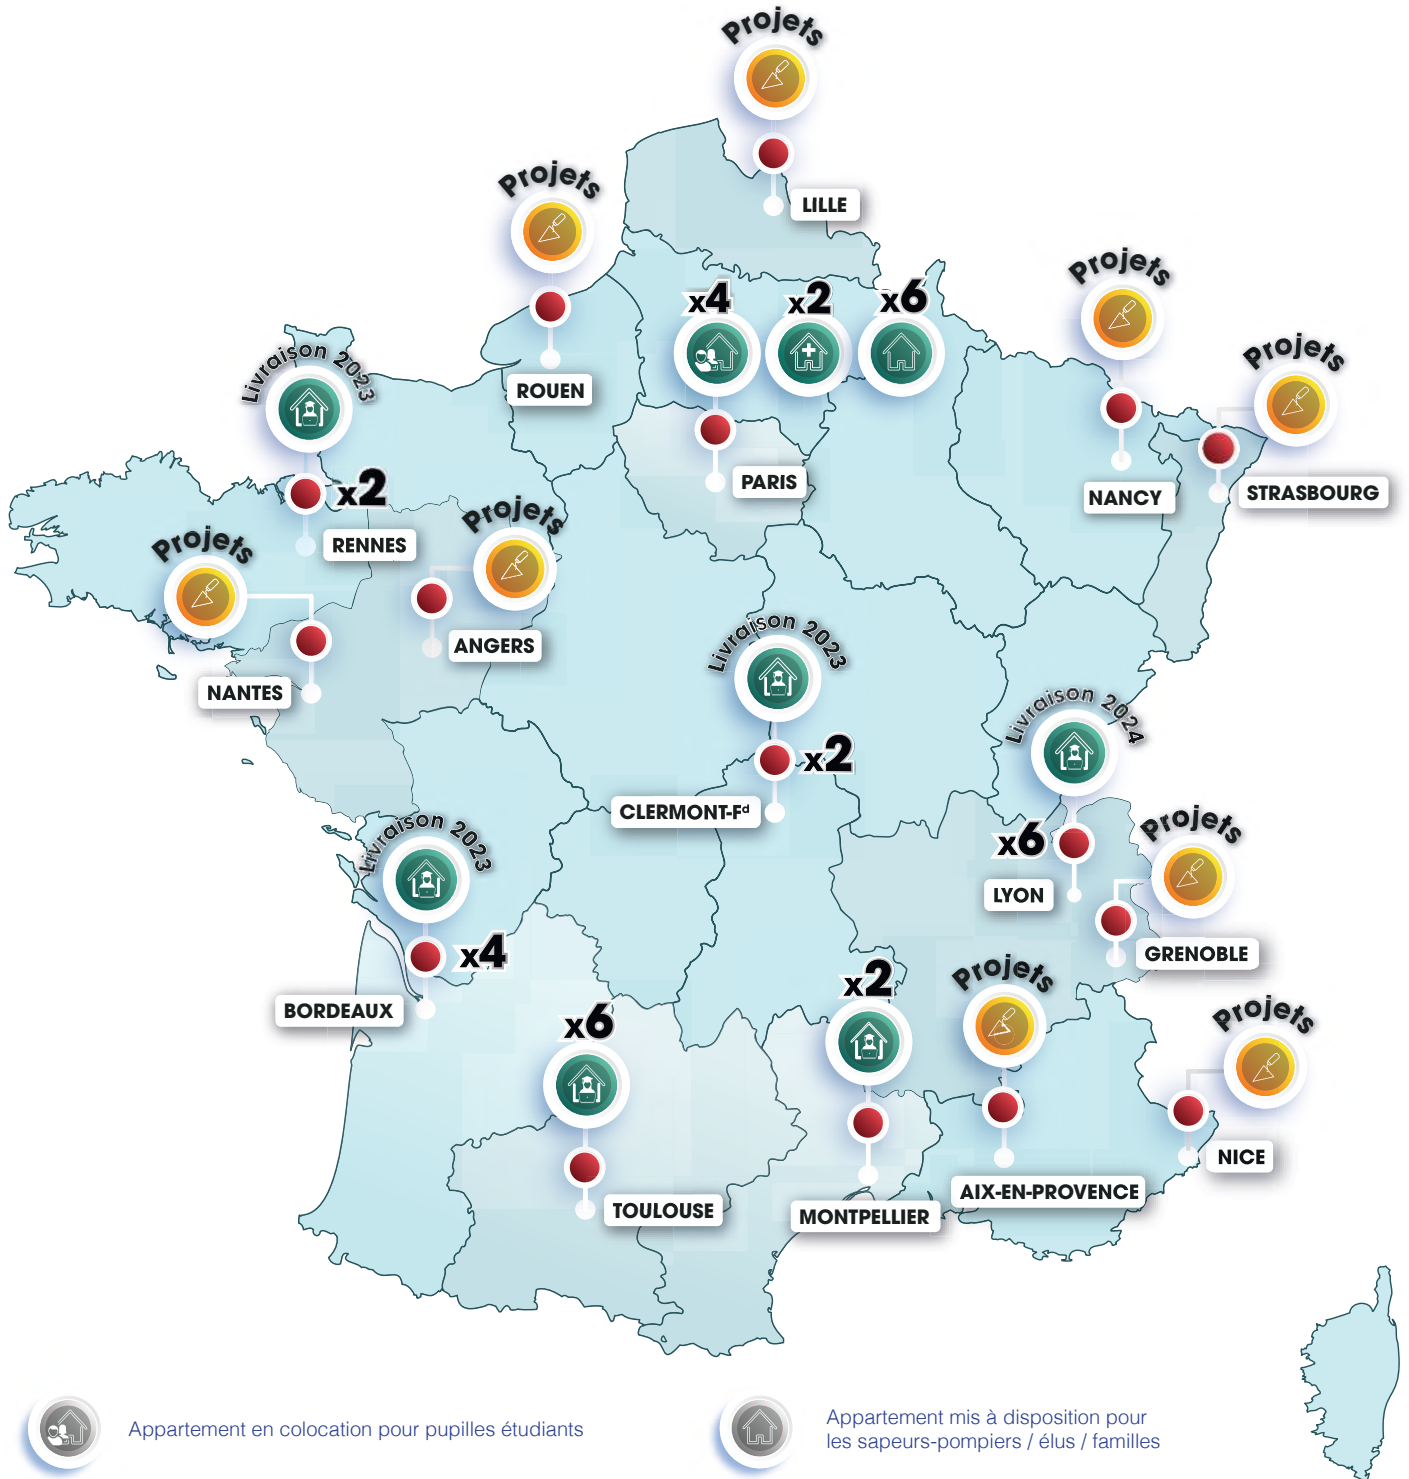 Projets
LILLE
Projets
ROUEN
x4
x2
x6
PARIS
Projets
NANCY
Projets
STRASBOURG
Livraison 2023
x2
RENNES
Projets
NANTES
Projets
ANGERS
Livraison 2023
x2
CLERMONT-Fᵈ
Livraison 2024
x6
LYON
Projets
GRENOBLE
Livraison 2023
x4
BORDEAUX
x6
TOULOUSE
x2
MONTPELLIER
Projets
AIX-EN-PROVENCE
Projets
NICE
Appartement en colocation pour pupilles étudiants
Appartement mis à disposition pour
les sapeurs-pompiers / élus / familles